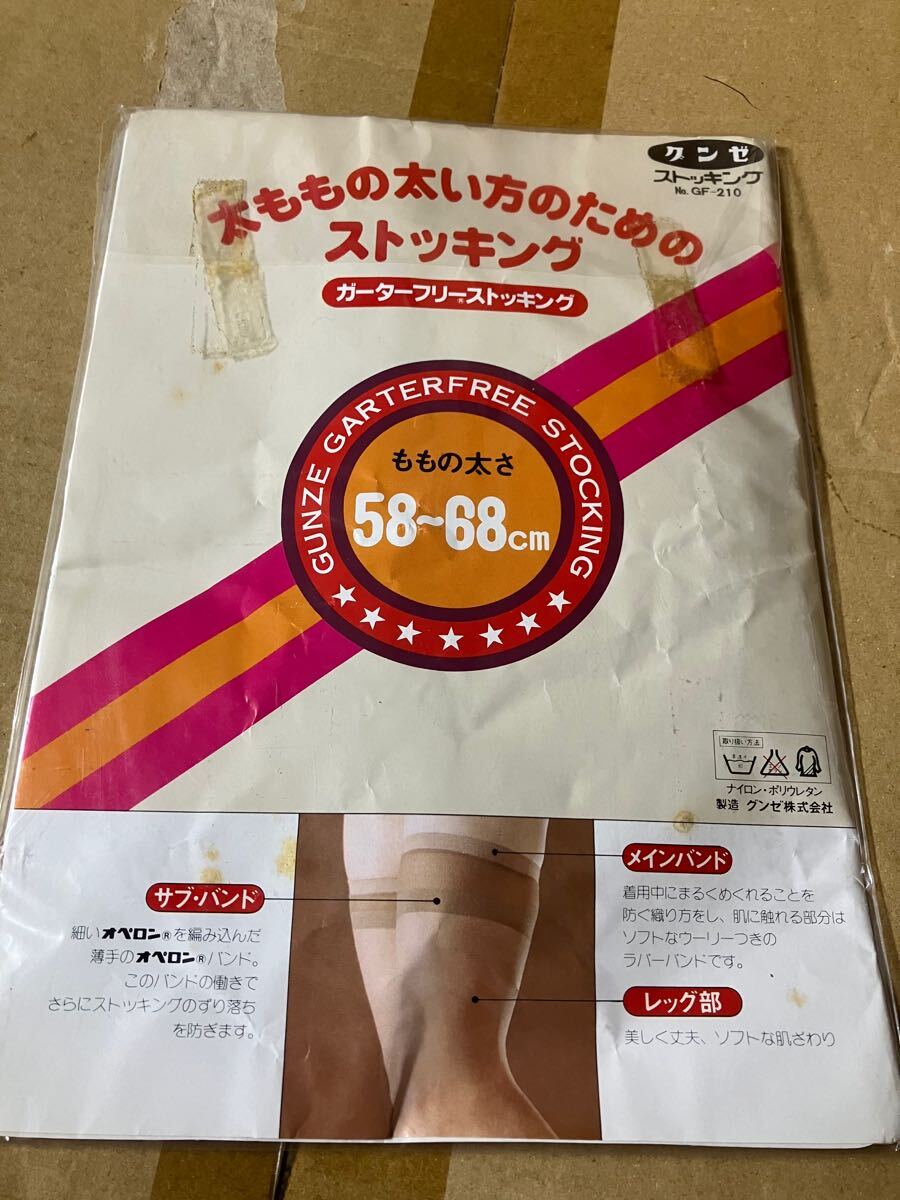 グンゼ
ストッキング
No. GF-210
太ももの太い方のための
ストッキング
ガーターフリー®ストッキング
GUNZE GARTERFREE STOCKING
ももの太さ
58~68cm
取り扱い方法
ナイロン・ポリウレタン
製造 グンゼ株式会社
サブ・バンド
細いオペロン®を編み込んだ
薄手のオペロン®バンド。
このバンドの働きで
さらにストッキングのずり落ち
を防ぎます。
メインバンド
着用中にまるくめくれることを
防ぐ織り方をし、肌に触れる部分は
ソフトなウーリーつきの
ラバーバンドです。
レッグ部
美しく丈夫、ソフトな肌ざわり